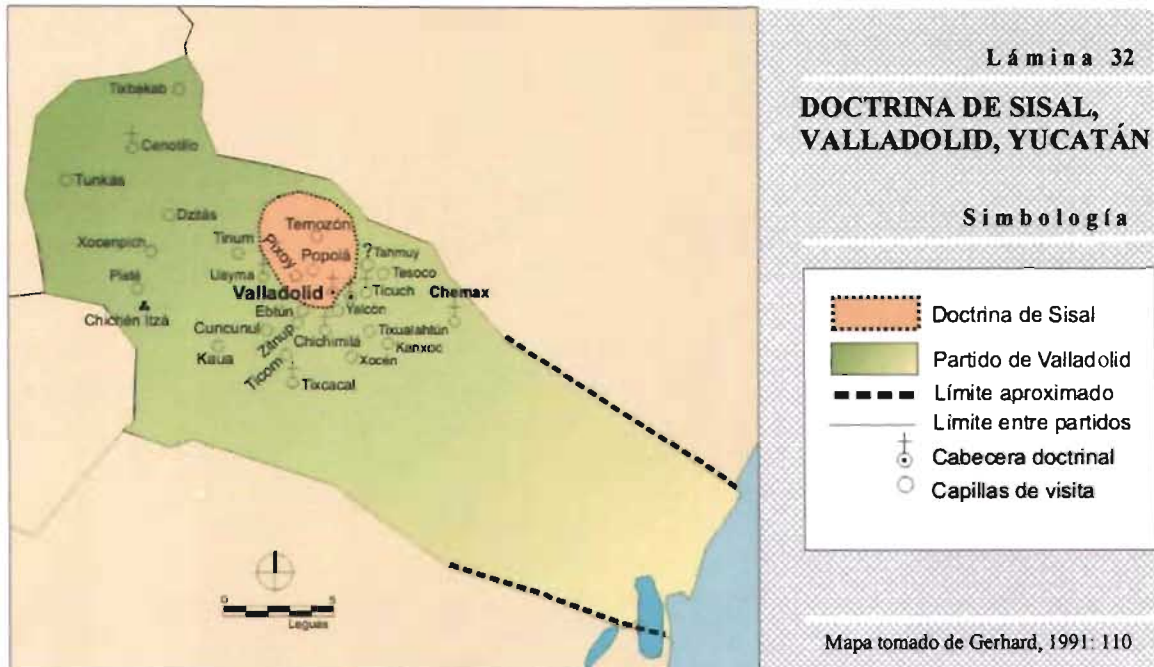 Lámina 32
DOCTRINA DE SISAL,
VALLADOLID, YUCATÁN
Simbología
Doctrina de Sisal
Partido de Valladolid
Límite aproximado
Límite entre partidos
Cabecera doctrinal
Capillas de visita
Mapa tomado de Gerhard, 1991: 110
Tixbakab
Cenotillo
Tunkás
Dzitás
Temozón
Xocenpich
Tinum
Pixoy
Popolá
? Tahmuy
Tesoco
Uayma
Pisté
Valladolid
Ticuch
Chemax
Chichén Itzá
Ebtún
Yalcón
Cuncunul
Zitnup
Chichimilá
Tixualahtún
Kanxoc
Kaua
Ticom
Xocén
Tixcacal
0
5
Leguas